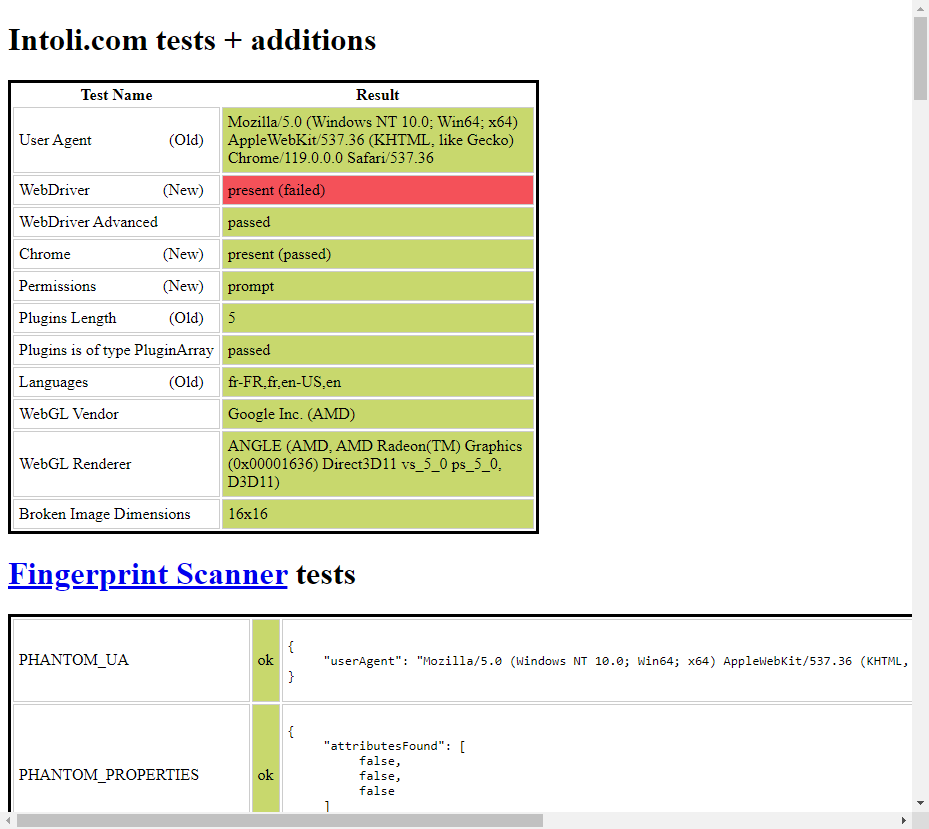 Intoli.com tests + additions
Test Name Result
User Agent (Old) Mozilla/5.0 (Windows NT 10.0; Win64; x64)
AppleWebKit/537.36 (KHTML, like Gecko)
Chrome/119.0.0.0 Safari/537.36
WebDriver (New) present (failed)
WebDriver Advanced passed
Chrome (New) present (passed)
Permissions (New) prompt
Plugins Length (Old) 5
Plugins is of type PluginArray passed
Languages (Old) fr-FR,fr,en-US,en
WebGL Vendor Google Inc. (AMD)
WebGL Renderer ANGLE (AMD, AMD Radeon(TM) Graphics
(0x00001636) Direct3D11 vs_5_0 ps_5_0,
D3D11)
Broken Image Dimensions 16x16
Fingerprint Scanner tests
PHANTOM_UA ok {
"userAgent": "Mozilla/5.0 (Windows NT 10.0; Win64; x64) AppleWebKit/537.36 (KHTML,
}
PHANTOM_PROPERTIES ok {
"attributesFound": [
false,
false,
false
]